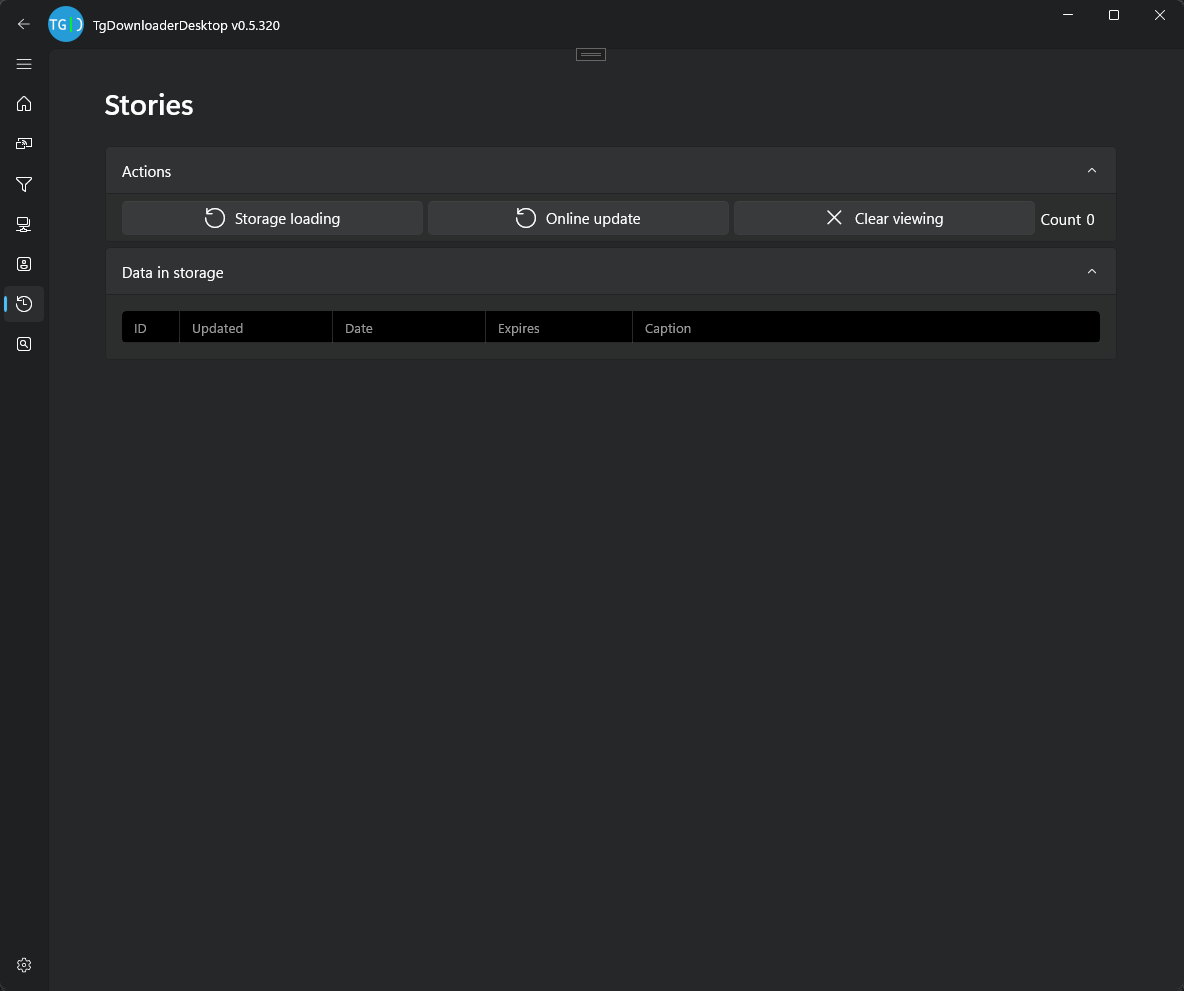 TG
TgDownloaderDesktop v0.5.320
Stories
Actions
Storage loading Online update Clear viewing Count 0
Data in storage
ID Updated Date Expires Caption